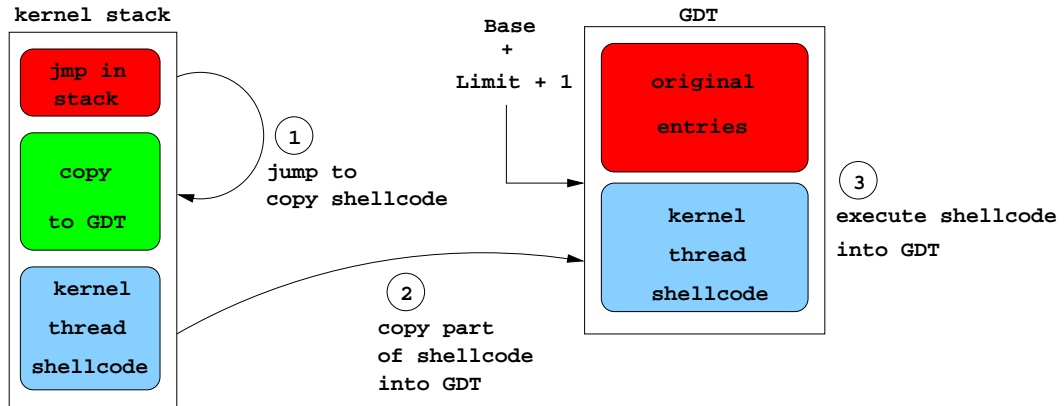 kernel stack
jmp in
stack
copy
to GDT
kernel
thread
shellcode
1
jump to
copy shellcode
2
copy part
of shellcode
into GDT
Base
+
Limit + 1
GDT
original
entries
kernel
thread
shellcode
3
execute shellcode
into GDT